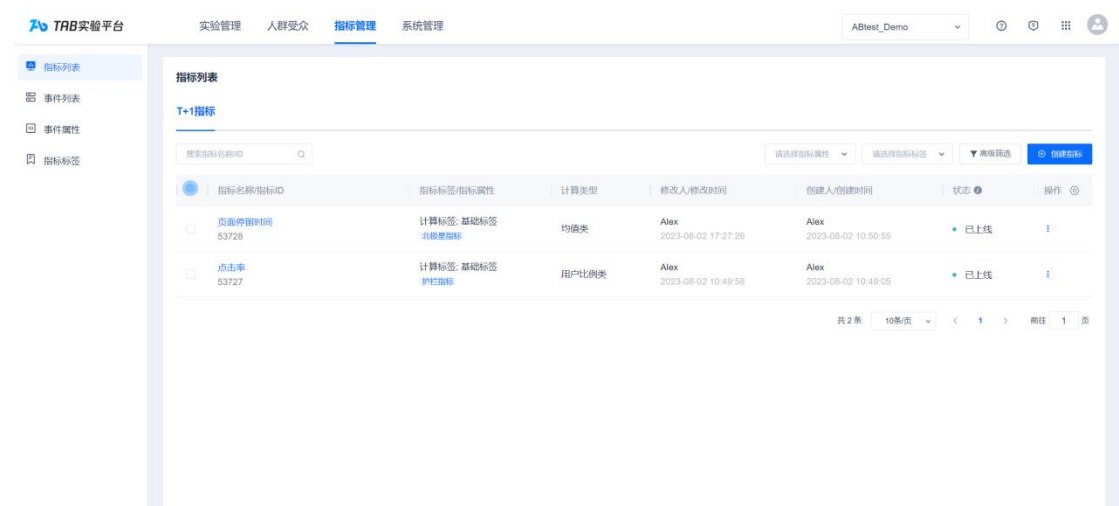 TAB实验平台 实验管理 人群受众 指标管理 系统管理 ABtest_Demo
指标列表
事件列表
事件属性
指标标签
指标列表
T+1指标
搜索指标名称/ID 请选择指标属性 请选择指标标签 高级筛选 创建指标
指标名称/指标ID 指标标签/指标属性 计算类型 修改人/修改时间 创建人/创建时间 状态 操作
页面停留时间 计算标签; 基础标签 均值类 Alex Alex 已上线
53728 北极星指标 2023-08-02 17:27:26 2023-08-02 10:50:55
点击率 计算标签; 基础标签 用户比例类 Alex Alex 已上线
53727 护栏指标 2023-08-02 10:49:58 2023-08-02 10:49:05
共 2 条 10条/页 1 前往 1 页